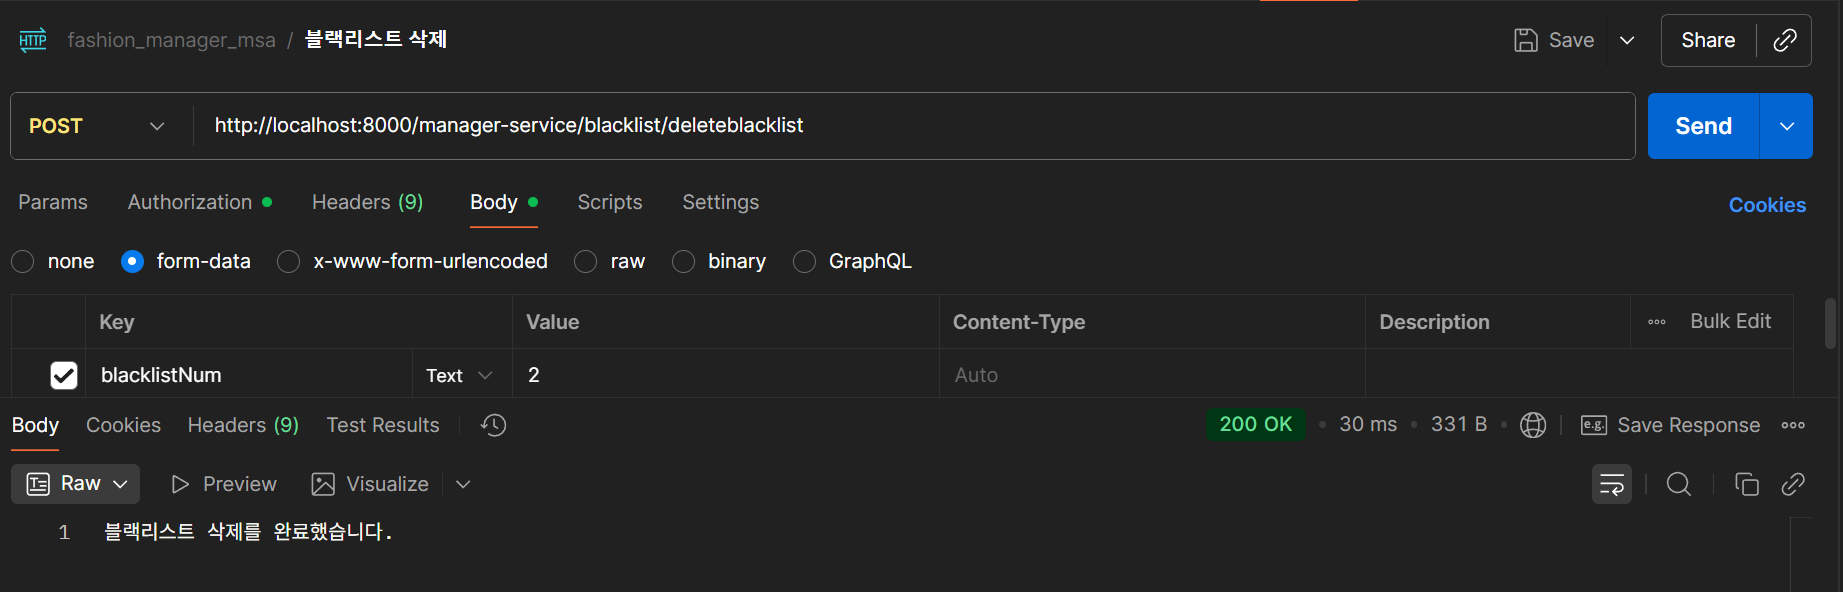 HTTP fashion_manager_msa / 블랙리스트 삭제 Save Share
POST http://localhost:8000/manager-service/blacklist/deleteblacklist Send
Params Authorization Headers (9) Body Scripts Settings Cookies
none form-data x-www-form-urlencoded raw binary GraphQL
Key Value Content-Type Description Bulk Edit
blacklistNum Text 2 Auto
Body Cookies Headers (9) Test Results 200 OK • 30 ms • 331 B • e.g. Save Response
Raw Preview Visualize
1 블랙리스트 삭제를 완료했습니다.